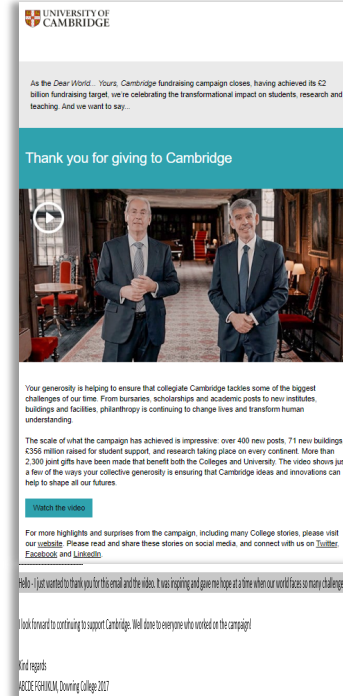 UNIVERSITY OF
CAMBRIDGE
As the Dear World... Yours, Cambridge fundraising campaign closes, having achieved its £2
billion fundraising target, we're celebrating the transformational impact on students, research and
teaching. And we want to say...
Thank you for giving to Cambridge
Your generosity is helping to ensure that collegiate Cambridge tackles some of the biggest
challenges of our time. From bursaries, scholarships and academic posts to new institutes,
buildings and facilities, philanthropy is continuing to change lives and transform human
understanding.
The scale of what the campaign has achieved is impressive: over 400 new posts, 71 new buildings
£356 million raised for student support, and research taking place on every continent. More than
2,300 joint gifts have been made that benefit both the Colleges and University. The video shows jus
a few of the ways your collective generosity is ensuring that Cambridge ideas and innovations can
help to shape all our futures.
Watch the video
For more highlights and surprises from the campaign, including many College stories, please visit
our website. Please read and share these stories on social media, and connect with us on Twitter,
Facebook and LinkedIn.
Hello - I just wanted to thank you for this email and the video. It was inspiring and gave me hope at a time when our world faces so many challenge
I look forward to continuing to support Cambridge. Well done to everyone who worked on the campaign!
Kind regards
ABCDE FGHIJKLM, Downing College 2017